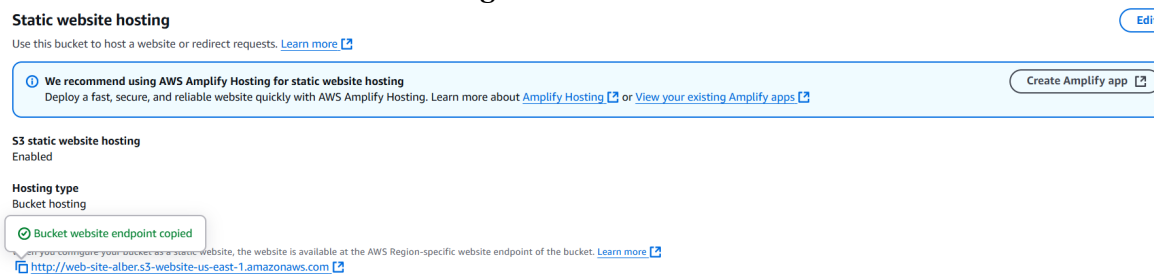 Static website hosting
Edi
Use this bucket to host a website or redirect requests. Learn more
We recommend using AWS Amplify Hosting for static website hosting
Create Amplify app
Deploy a fast, secure, and reliable website quickly with AWS Amplify Hosting. Learn more about Amplify Hosting or View your existing Amplify apps
S3 static website hosting
Enabled
Hosting type
Bucket hosting
Bucket website endpoint copied
you configure your bucket as a static website, the website is available at the AWS Region-specific website endpoint of the bucket. Learn more
http://web-site-alber.s3-website-us-east-1.amazonaws.com